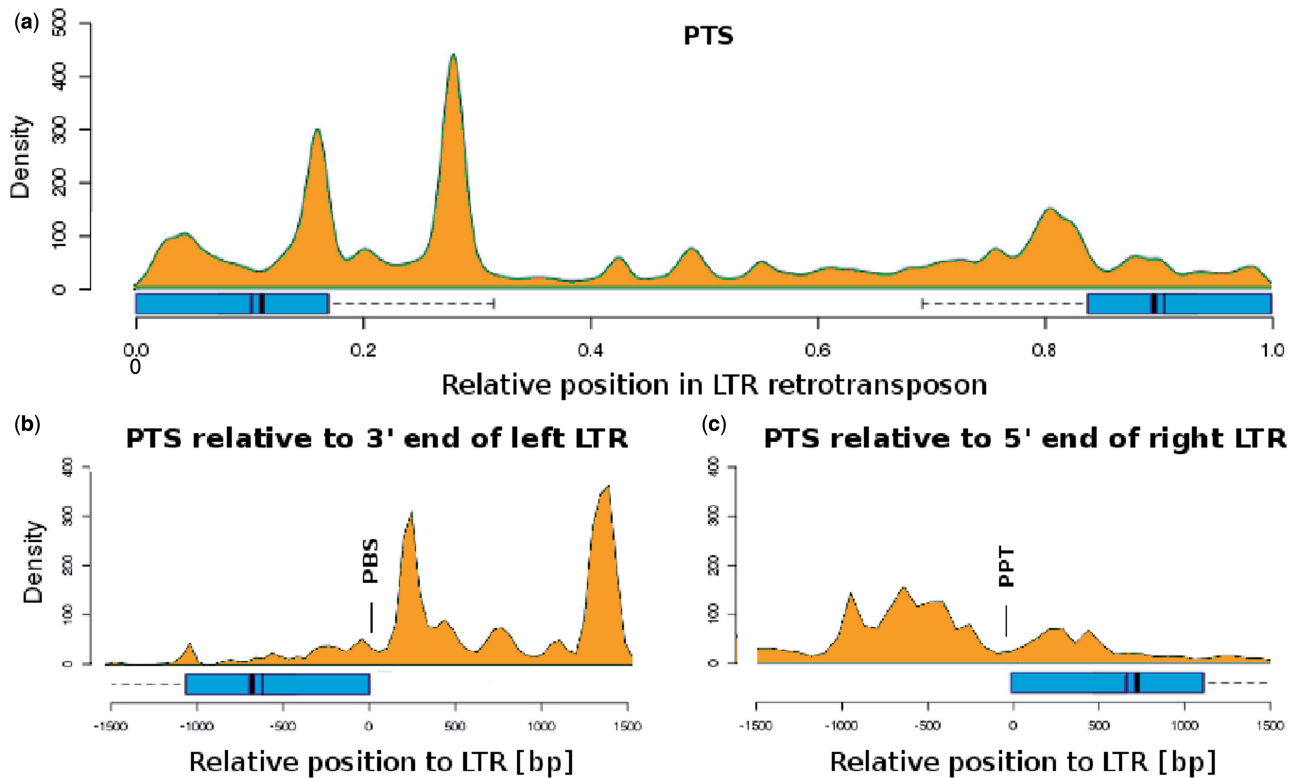 (a)
PTS
Density
500
400
300
200
100
0
0.0 0.2 0.4 0.6 0.8 1.0
0
Relative position in LTR retrotransposon
(b)
PTS relative to 3' end of left LTR
Density
400
300
200
100
0
PBS
-1500 -1000 -500 0 500 1000 1500
Relative position to LTR [bp]
(c)
PTS relative to 5' end of right LTR
400
300
200
100
0
PPT
-1500 -1000 -500 0 500 1000 1500
Relative position to LTR [bp]